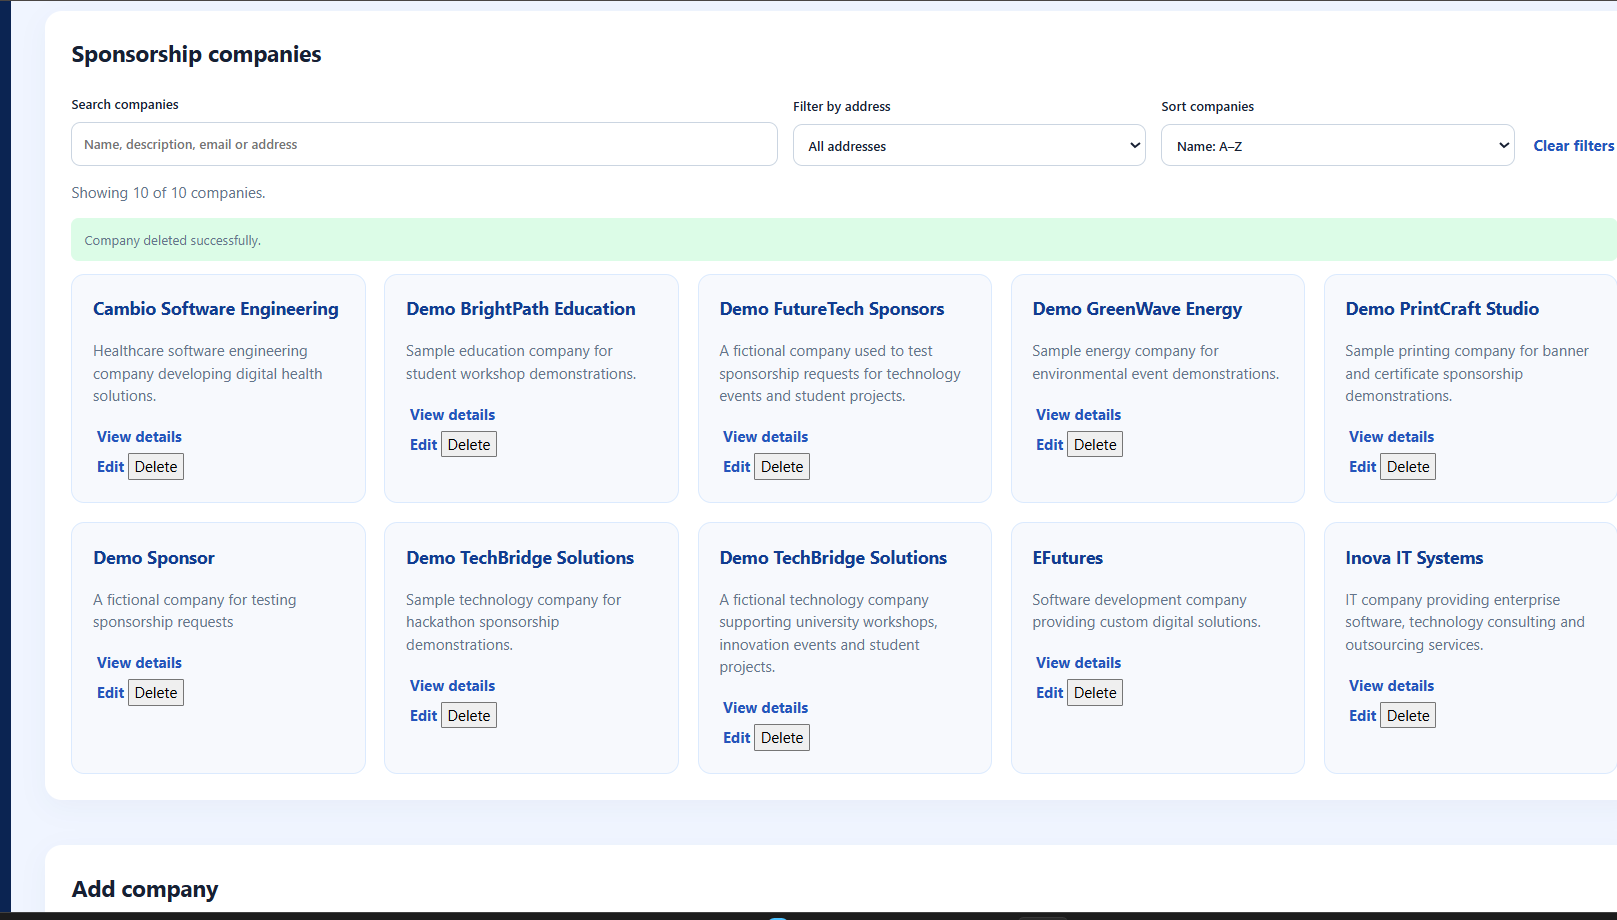 Sponsorship companies
Search companies
Filter by address
Sort companies
Name, description, email or address
All addresses
Name: A–Z
Clear filters
Showing 10 of 10 companies.
Company deleted successfully.
Cambio Software Engineering
Healthcare software engineering
company developing digital health
solutions.
View details
Edit Delete
Demo BrightPath Education
Sample education company for
student workshop demonstrations.
View details
Edit Delete
Demo FutureTech Sponsors
A fictional company used to test
sponsorship requests for technology
events and student projects.
View details
Edit Delete
Demo GreenWave Energy
Sample energy company for
environmental event demonstrations.
View details
Edit Delete
Demo PrintCraft Studio
Sample printing company for banner
and certificate sponsorship
demonstrations.
View details
Edit Delete
Demo Sponsor
A fictional company for testing
sponsorship requests
View details
Edit Delete
Demo TechBridge Solutions
Sample technology company for
hackathon sponsorship
demonstrations.
View details
Edit Delete
Demo TechBridge Solutions
A fictional technology company
supporting university workshops,
innovation events and student
projects.
View details
Edit Delete
EFutures
Software development company
providing custom digital solutions.
View details
Edit Delete
Inova IT Systems
IT company providing enterprise
software, technology consulting and
outsourcing services.
View details
Edit Delete
Add company